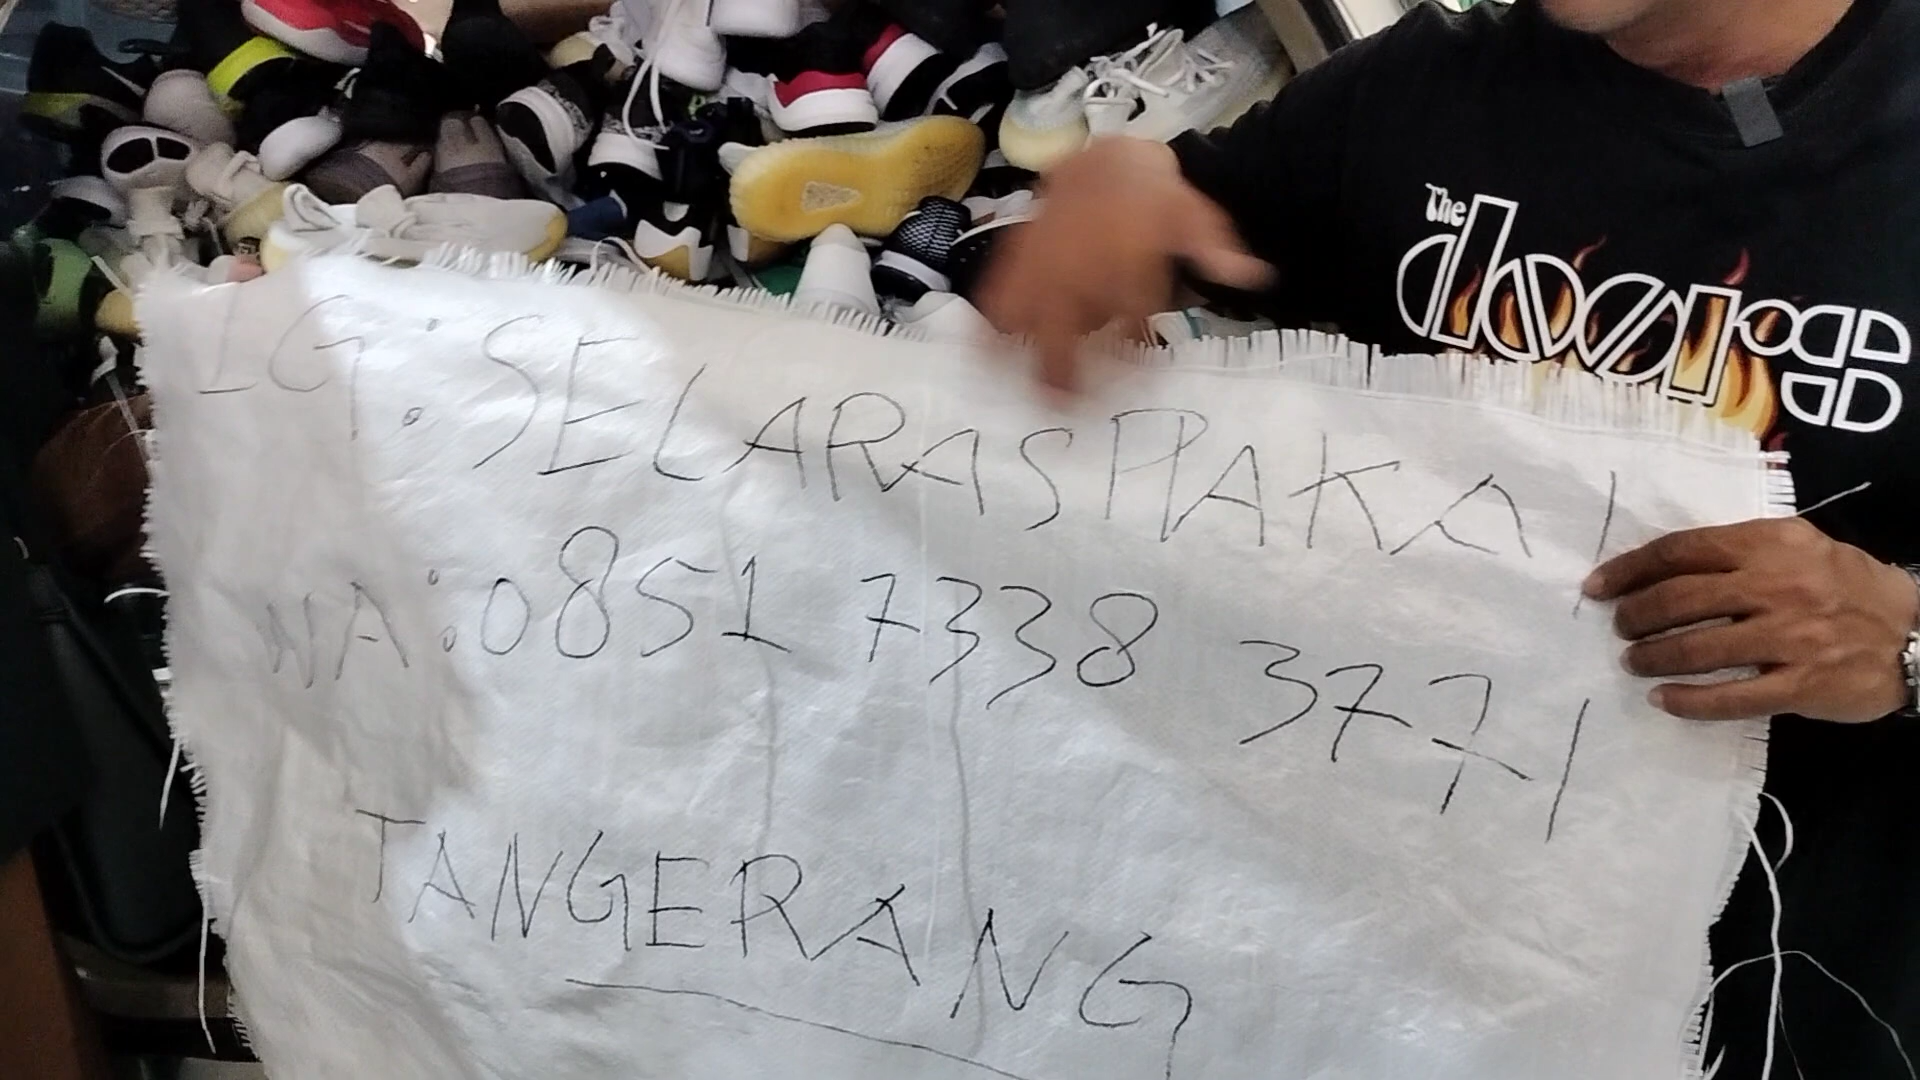 The
doors
IG: SELARASPAKAI
WA: 0851 7338 3771
TANGERANG